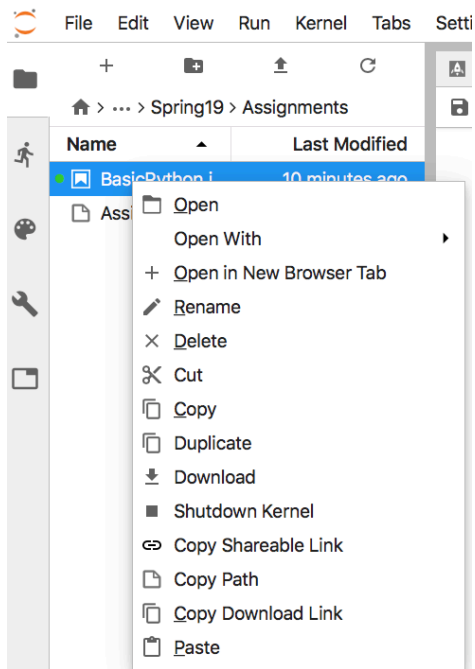 File Edit View Run Kernel Tabs
> ... > Spring19 > Assignments
Name Last Modified
BasicPython.i 10 minutes ago
Assi
Open
Open With
Open in New Browser Tab
Rename
Delete
Cut
Copy
Duplicate
Download
Shutdown Kernel
Copy Shareable Link
Copy Path
Copy Download Link
Paste